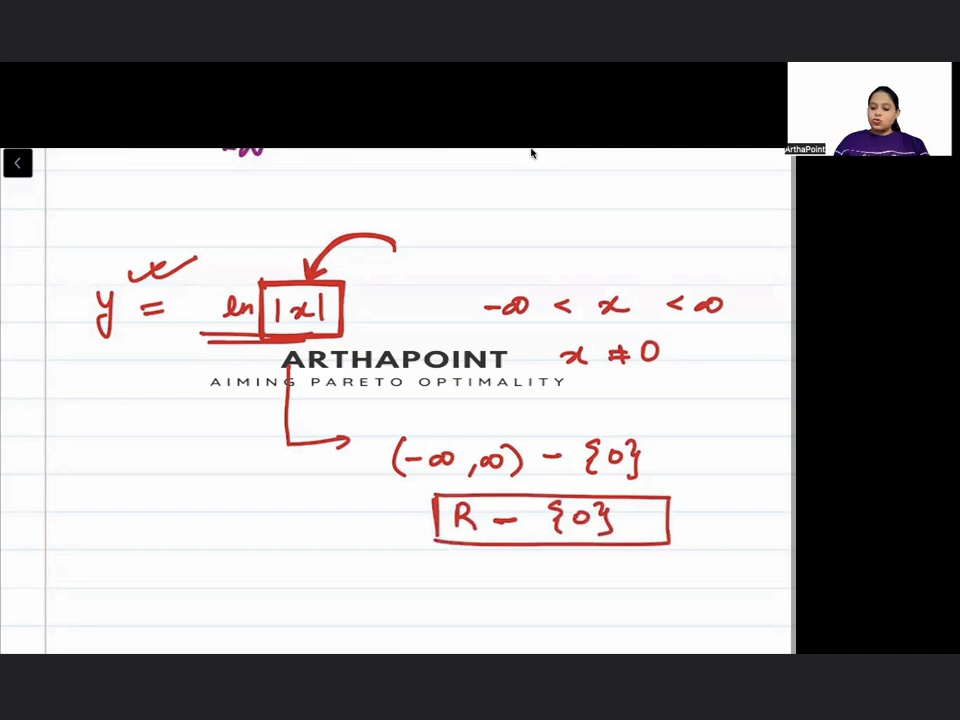 ArthaPoint
y = ln |x|
-∞ < x < ∞
ARTHAPOINT
x ≠ 0
AIMING PARETO OPTIMALITY
(-∞, ∞) - {0}
R - {0}